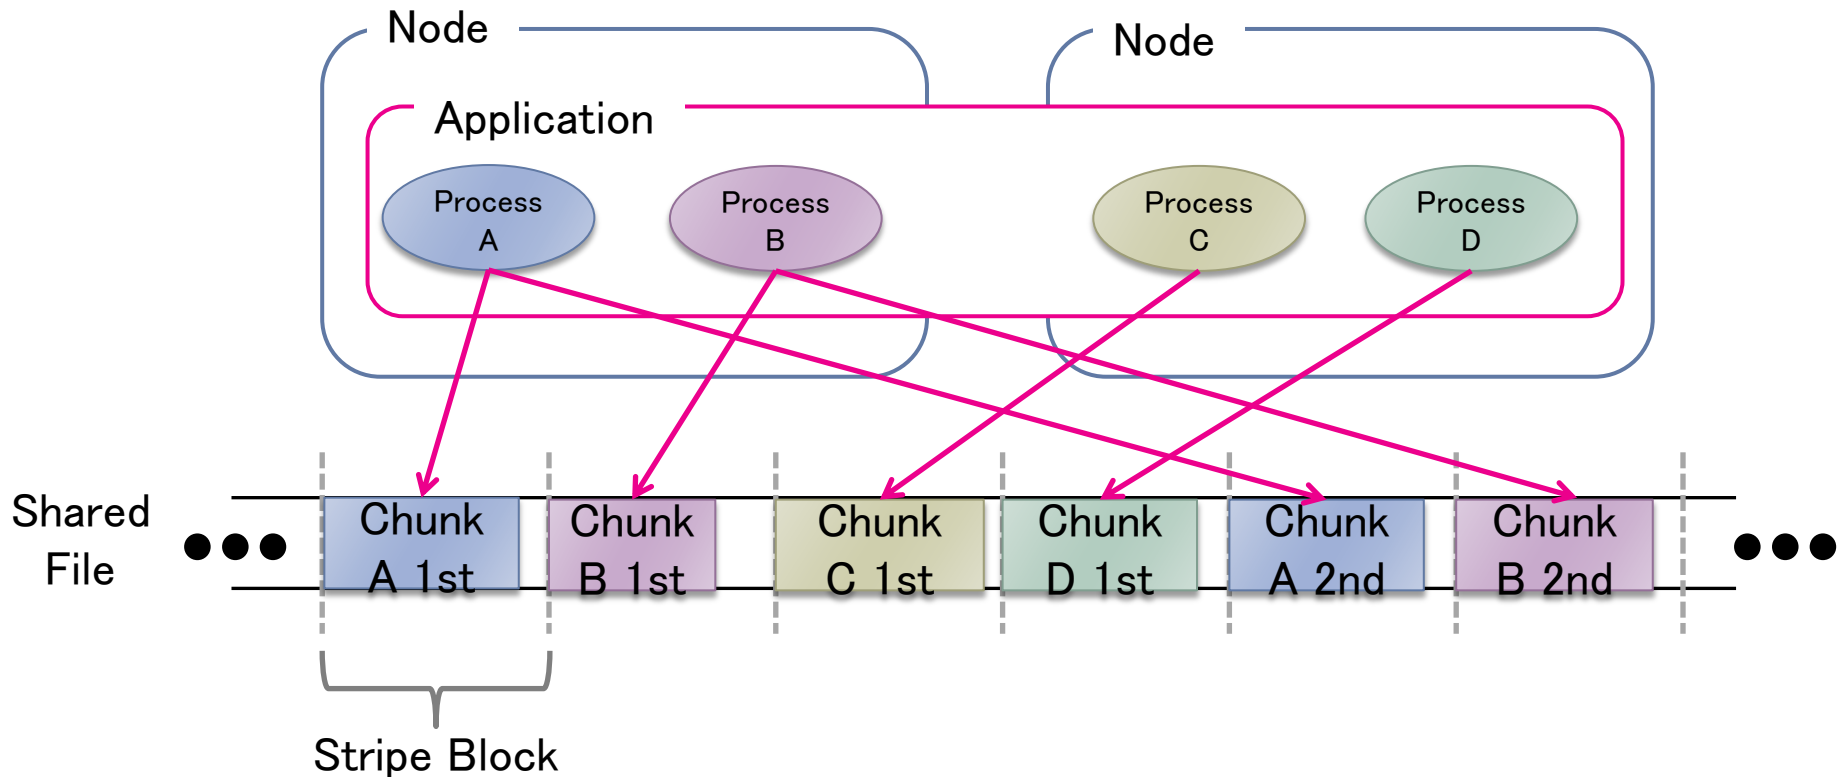 Node
Node
Application
Process
A
Process
B
Process
C
Process
D
Shared
File
Chunk
A 1st
Chunk
B 1st
Chunk
C 1st
Chunk
D 1st
Chunk
A 2nd
Chunk
B 2nd
Stripe Block